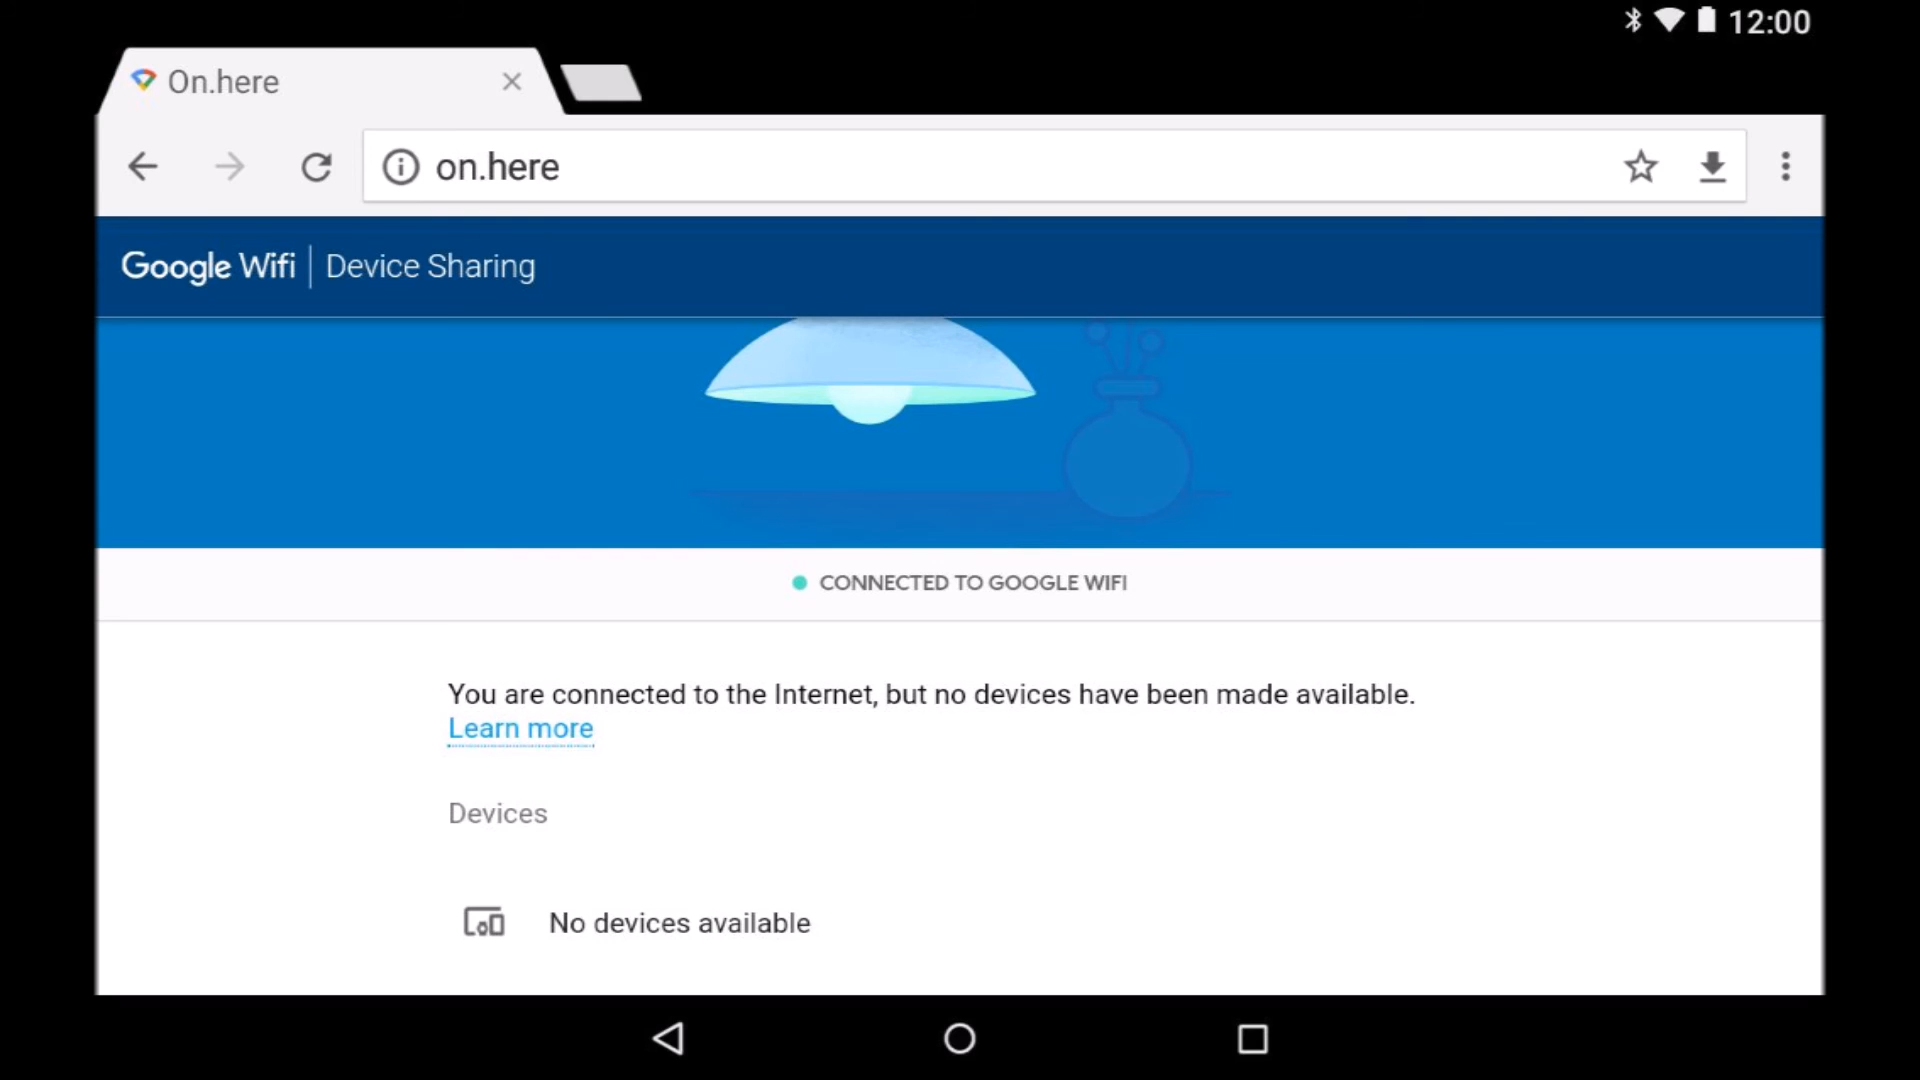 12:00
On.here
on.here
Google Wifi | Device Sharing
CONNECTED TO GOOGLE WIFI
You are connected to the Internet, but no devices have been made available.
Learn more
Devices
No devices available